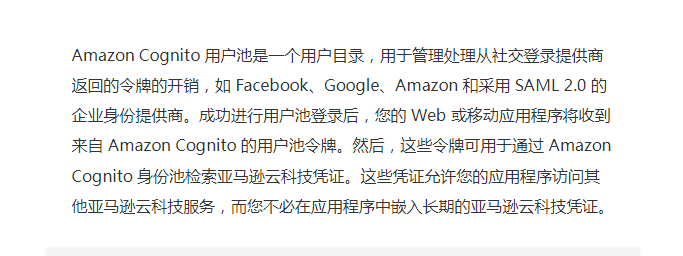 Amazon Cognito 用户池是一个用户目录，用于管理处理从社交登录提供商
返回的令牌的开销，如 Facebook、Google、Amazon 和采用 SAML 2.0 的
企业身份提供商。成功进行用户池登录后，您的 Web 或移动应用程序将收到
来自 Amazon Cognito 的用户池令牌。然后，这些令牌可用于通过 Amazon
Cognito 身份池检索亚马逊云科技凭证。这些凭证允许您的应用程序访问其
他亚马逊云科技服务，而您不必在应用程序中嵌入长期的亚马逊云科技凭证。